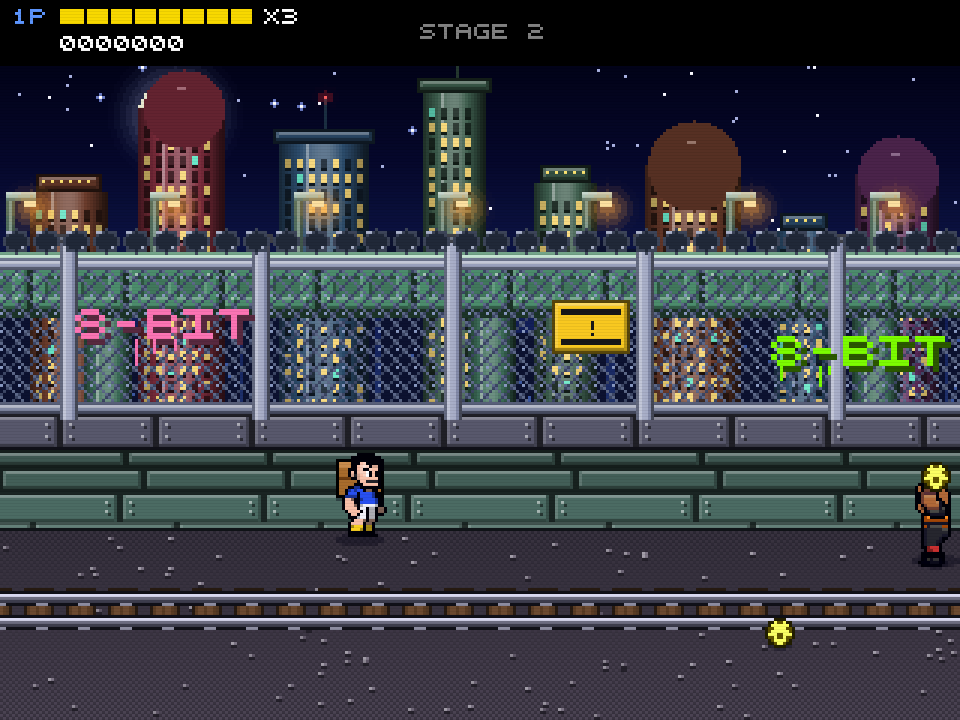 1P X3
0000000
STAGE 2
8-BIT
!
8-BIT